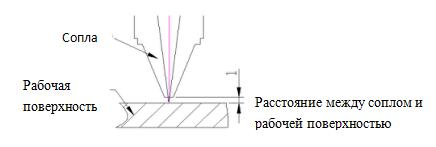 Сопла
1
Рабочая
поверхность
Расстояние между соплом и
рабочей поверхностью